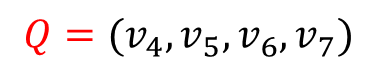 Q = (v₄, v₅, v₆, v₇)